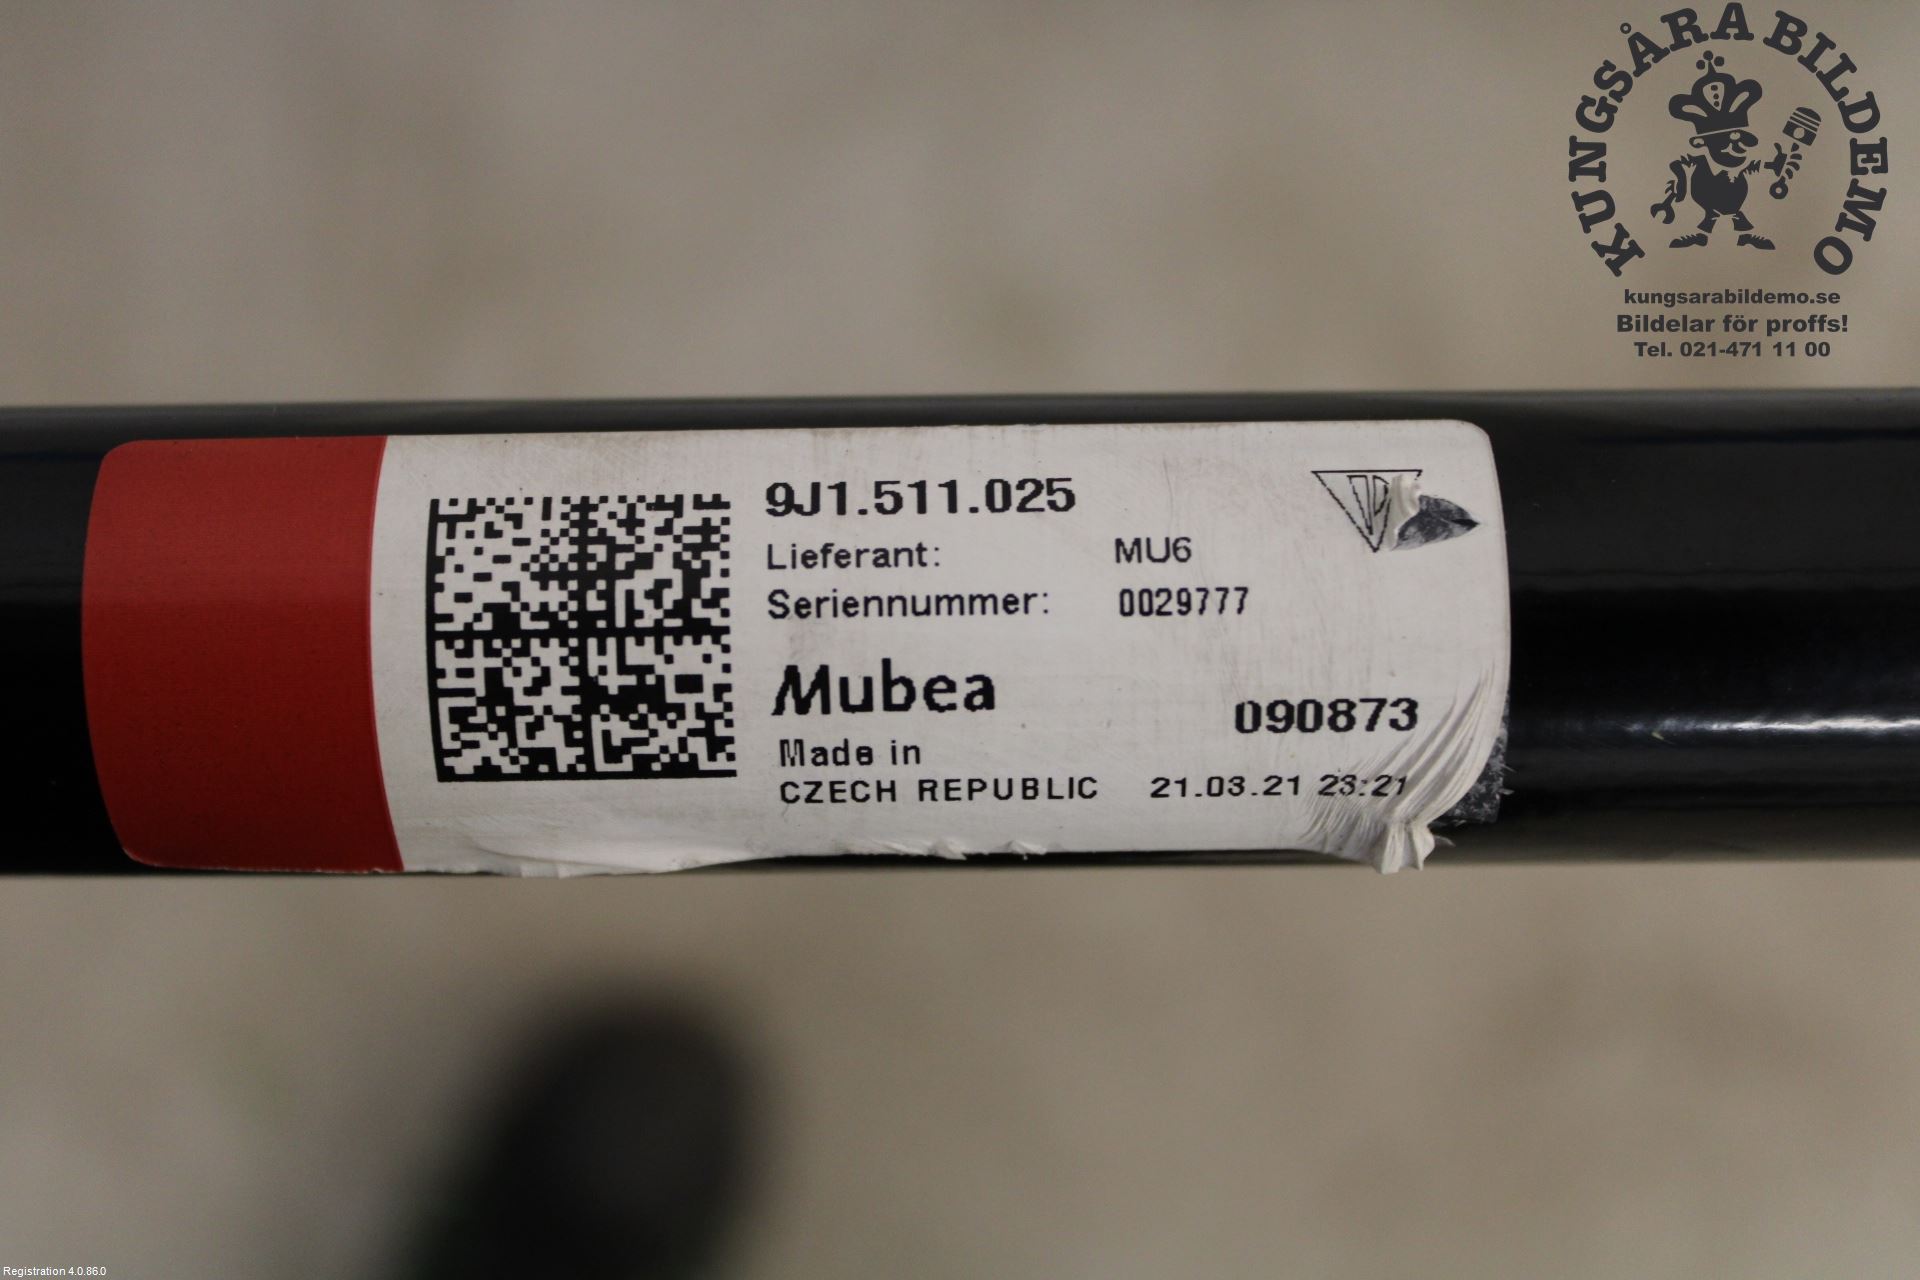 KUNGSÅRA BILDEMO
kungsarabildemo.se
Bildelar för proffs!
Tel. 021-471 11 00
9J1.511.025
Lieferant: MU6
Seriennummer: 0029777
Mubea
090873
Made in
CZECH REPUBLIC 21.03.21 23:21
Registration 4.0.86.0